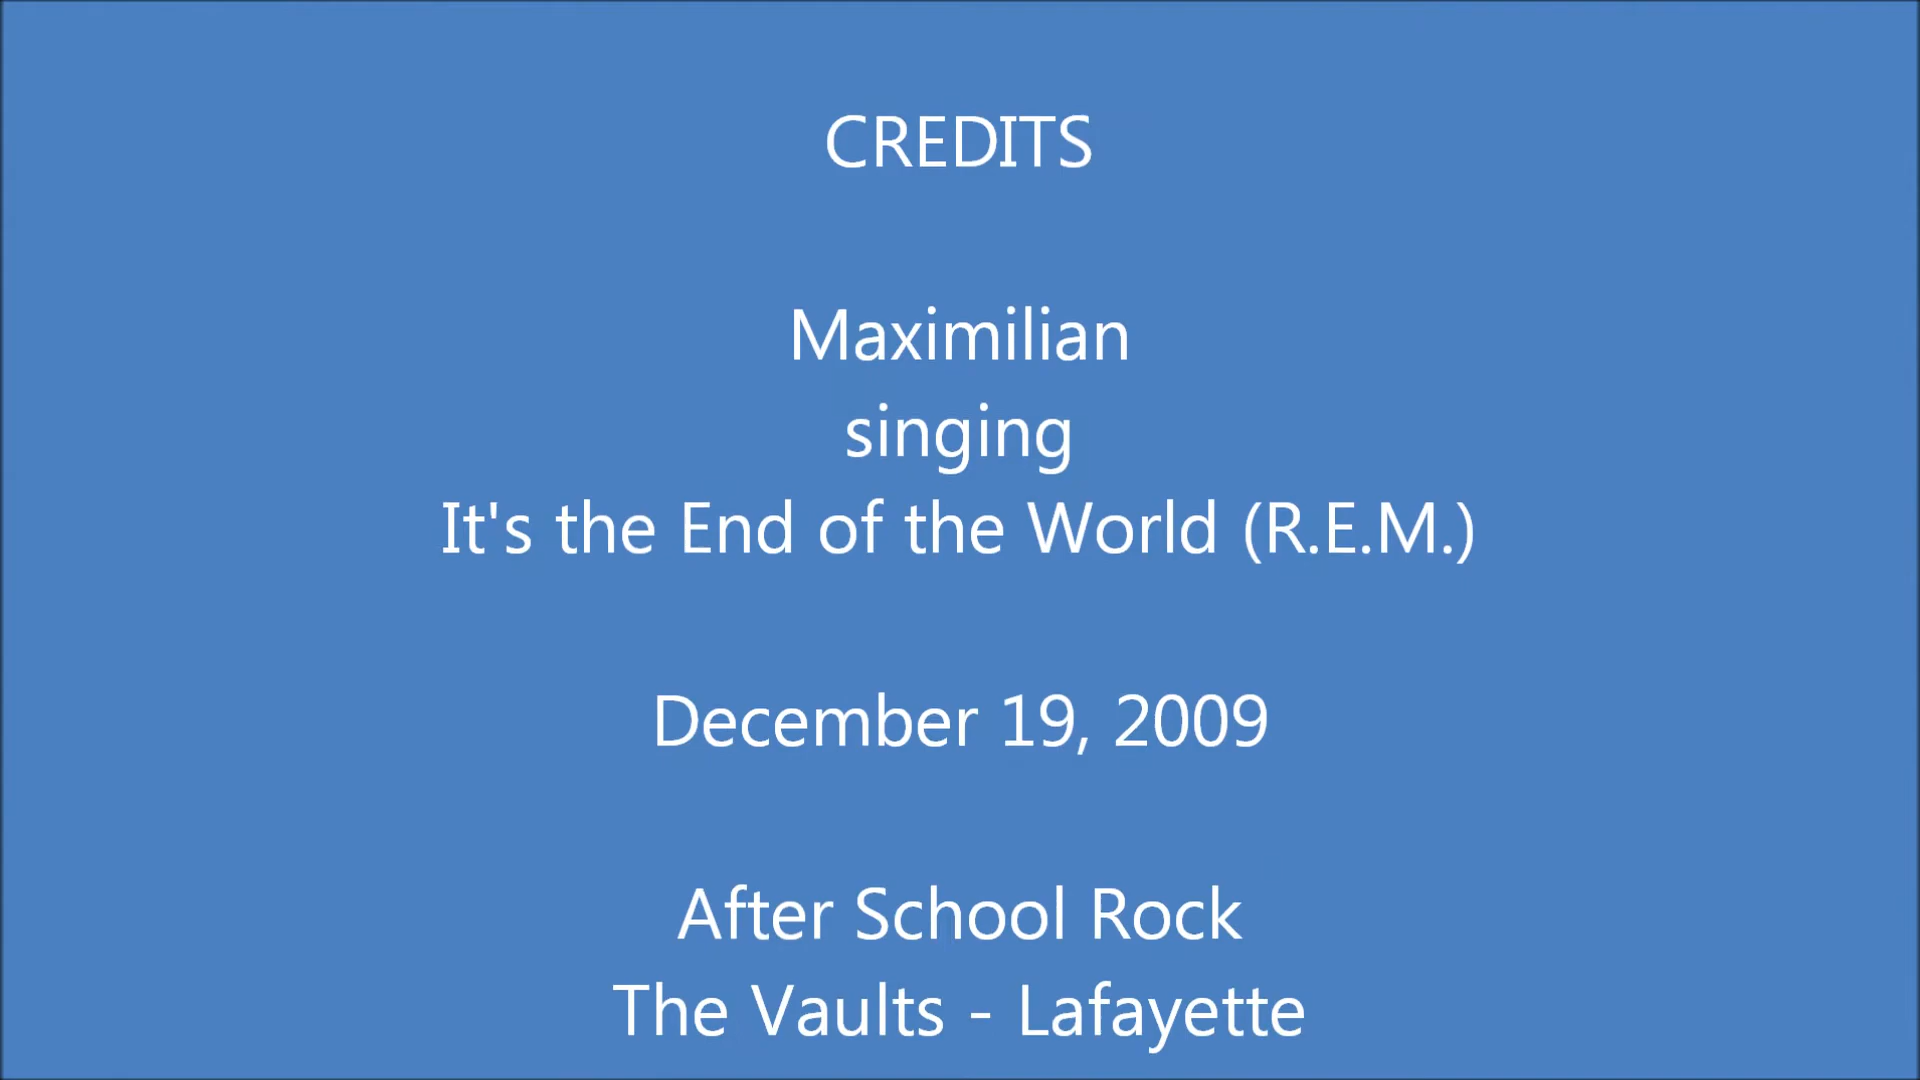 CREDITS
Maximilian
singing
It's the End of the World (R.E.M.)
December 19, 2009
After School Rock
The Vaults - Lafayette